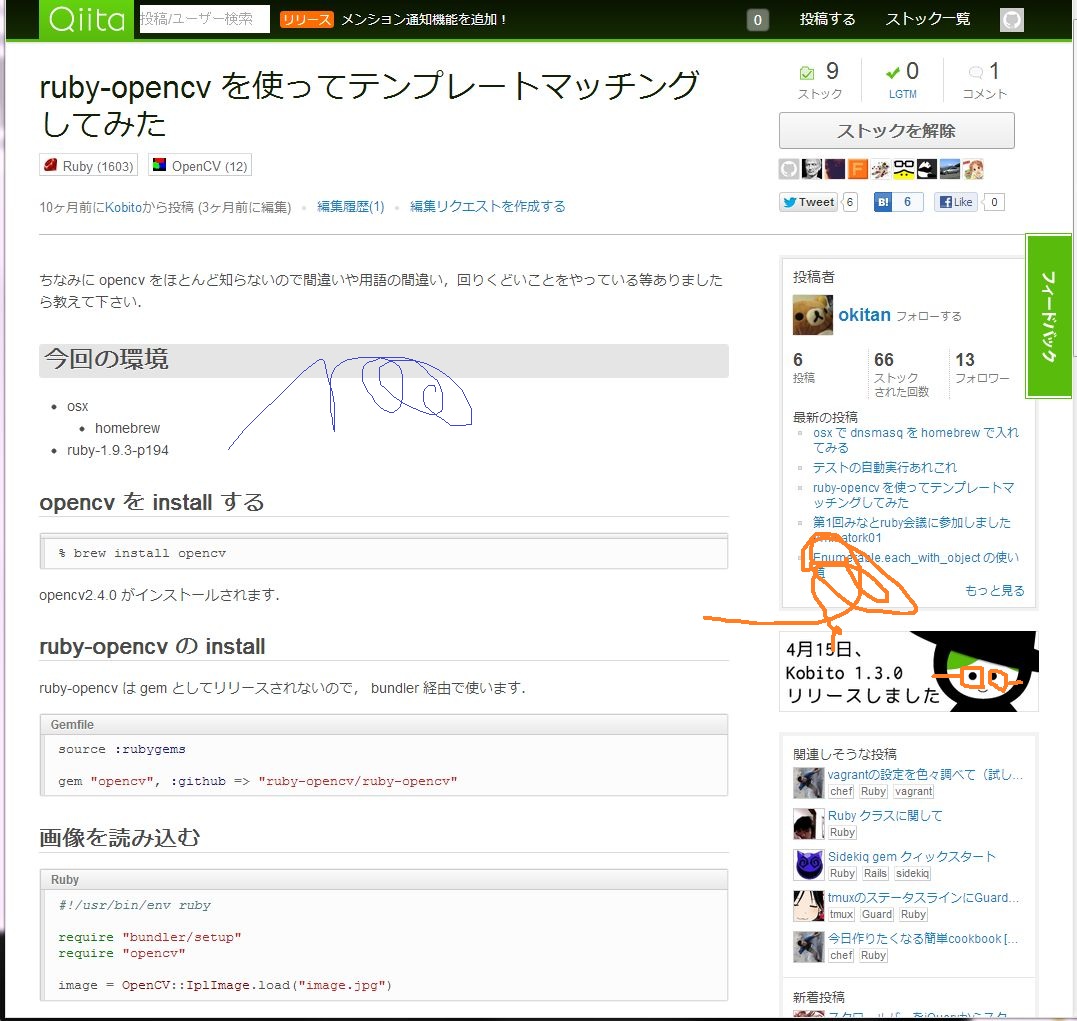 Qiita 投稿/ユーザー検索 リリース メンション通知機能を追加！ 0 投稿する ストック一覧
ruby-opencv を使ってテンプレートマッチング
してみた
Ruby (1603) OpenCV (12)
10ヶ月前にKobitoから投稿 (3ヶ月前に編集) 編集履歴(1) 編集リクエストを作成する
9 0 1
ストック LGTM コメント
ストックを解除
Tweet 6 B! 6 Like 0
フィードバック
ちなみに opencv をほとんど知らないので間違いや用語の間違い，回りくどいことをやっている等ありました
ら教えて下さい．
今回の環境
osx
homebrew
ruby-1.9.3-p194
opencv を install する
% brew install opencv
opencv2.4.0 がインストールされます．
ruby-opencv の install
ruby-opencv は gem としてリリースされないので， bundler 経由で使います．
Gemfile
source :rubygems
gem "opencv", :github => "ruby-opencv/ruby-opencv"
画像を読み込む
Ruby
#!/usr/bin/env ruby
require "bundler/setup"
require "opencv"
image = OpenCV::IplImage.load("image.jpg")
投稿者
okitan フォローする
6 66 13
投稿 ストック フォロワー
された回数
最新の投稿
osx で dnsmasq を homebrew で入れ
てみる
テストの自動実行あれこれ
ruby-opencv を使ってテンプレートマ
ッチングしてみた
第1回みなとruby会議に参加しました
Enumerable.each_with_object の使い
道
もっと見る
4月15日、
Kobito 1.3.0
リリースしました
関連しそうな投稿
vagrantの設定を色々調べて（試し...
chef Ruby vagrant
Ruby クラスに関して
Ruby
Sidekiq gem クィックスタート
Ruby Rails sidekiq
tmuxのステータスラインにGuard...
tmux Guard Ruby
今日作りたくなる簡単cookbook [...
chef Ruby
新着投稿